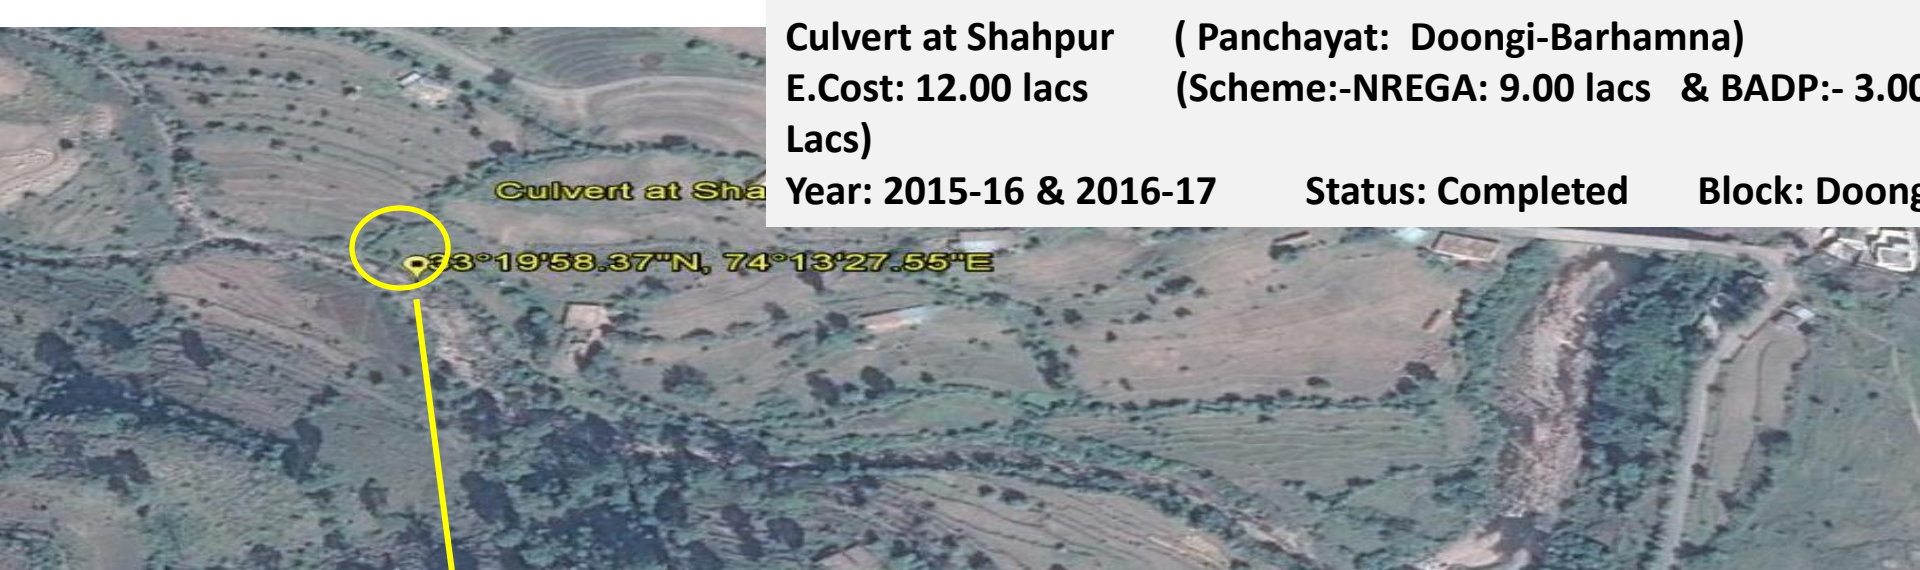 Culvert at Shahpur ( Panchayat: Doongi-Barhamna)
E.Cost: 12.00 lacs (Scheme:-NREGA: 9.00 lacs & BADP:- 3.00
Lacs)
Year: 2015-16 & 2016-17 Status: Completed Block: Doong
Culvert at Sha
33°19'58.37"N, 74°13'27.55"E